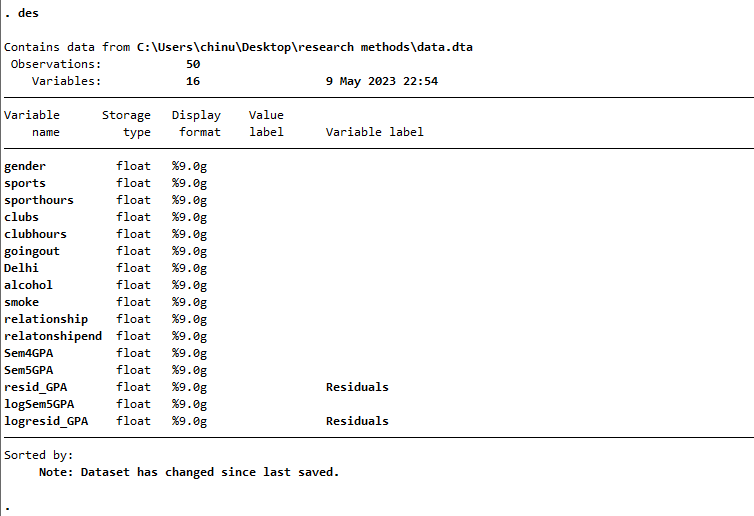 . des
Contains data from C:\Users\chinu\Desktop\research methods\data.dta
Observations: 50
Variables: 16 9 May 2023 22:54
Variable Storage Display Value
name type format label Variable label
gender float %9.0g
sports float %9.0g
sporthours float %9.0g
clubs float %9.0g
clubhours float %9.0g
goingout float %9.0g
Delhi float %9.0g
alcohol float %9.0g
smoke float %9.0g
relationship float %9.0g
relatonshipend float %9.0g
Sem4GPA float %9.0g
Sem5GPA float %9.0g
resid_GPA float %9.0g Residuals
logSem5GPA float %9.0g
logresid_GPA float %9.0g Residuals
Sorted by:
Note: Dataset has changed since last saved.
.